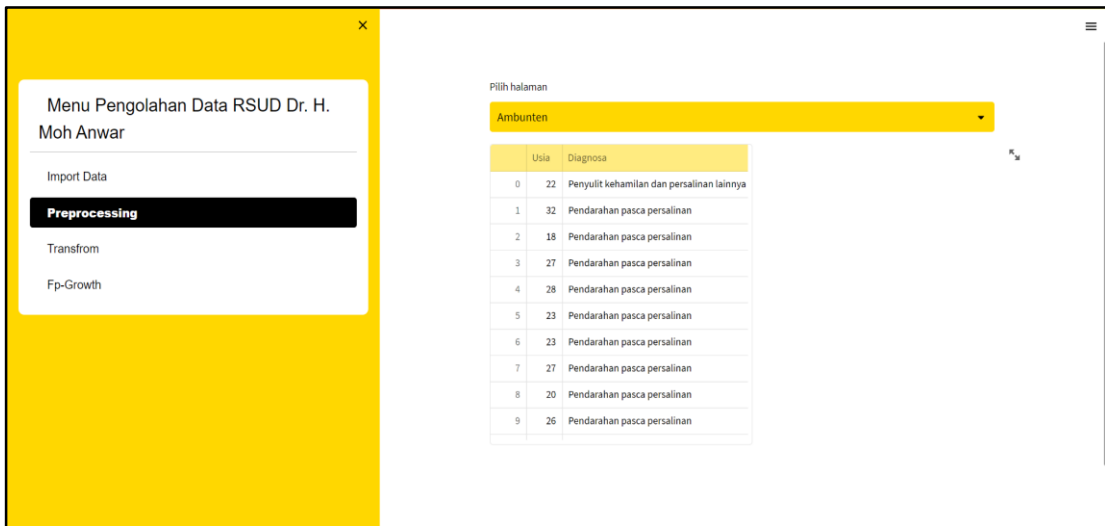 ×
Menu Pengolahan Data RSUD Dr. H.
Moh Anwar
Import Data
Preprocessing
Transfrom
Fp-Growth
Pilih halaman
Ambunten
Usia Diagnosa
0 22 Penyulit kehamilan dan persalinan lainnya
1 32 Pendarahan pasca persalinan
2 18 Pendarahan pasca persalinan
3 27 Pendarahan pasca persalinan
4 28 Pendarahan pasca persalinan
5 23 Pendarahan pasca persalinan
6 23 Pendarahan pasca persalinan
7 27 Pendarahan pasca persalinan
8 20 Pendarahan pasca persalinan
9 26 Pendarahan pasca persalinan